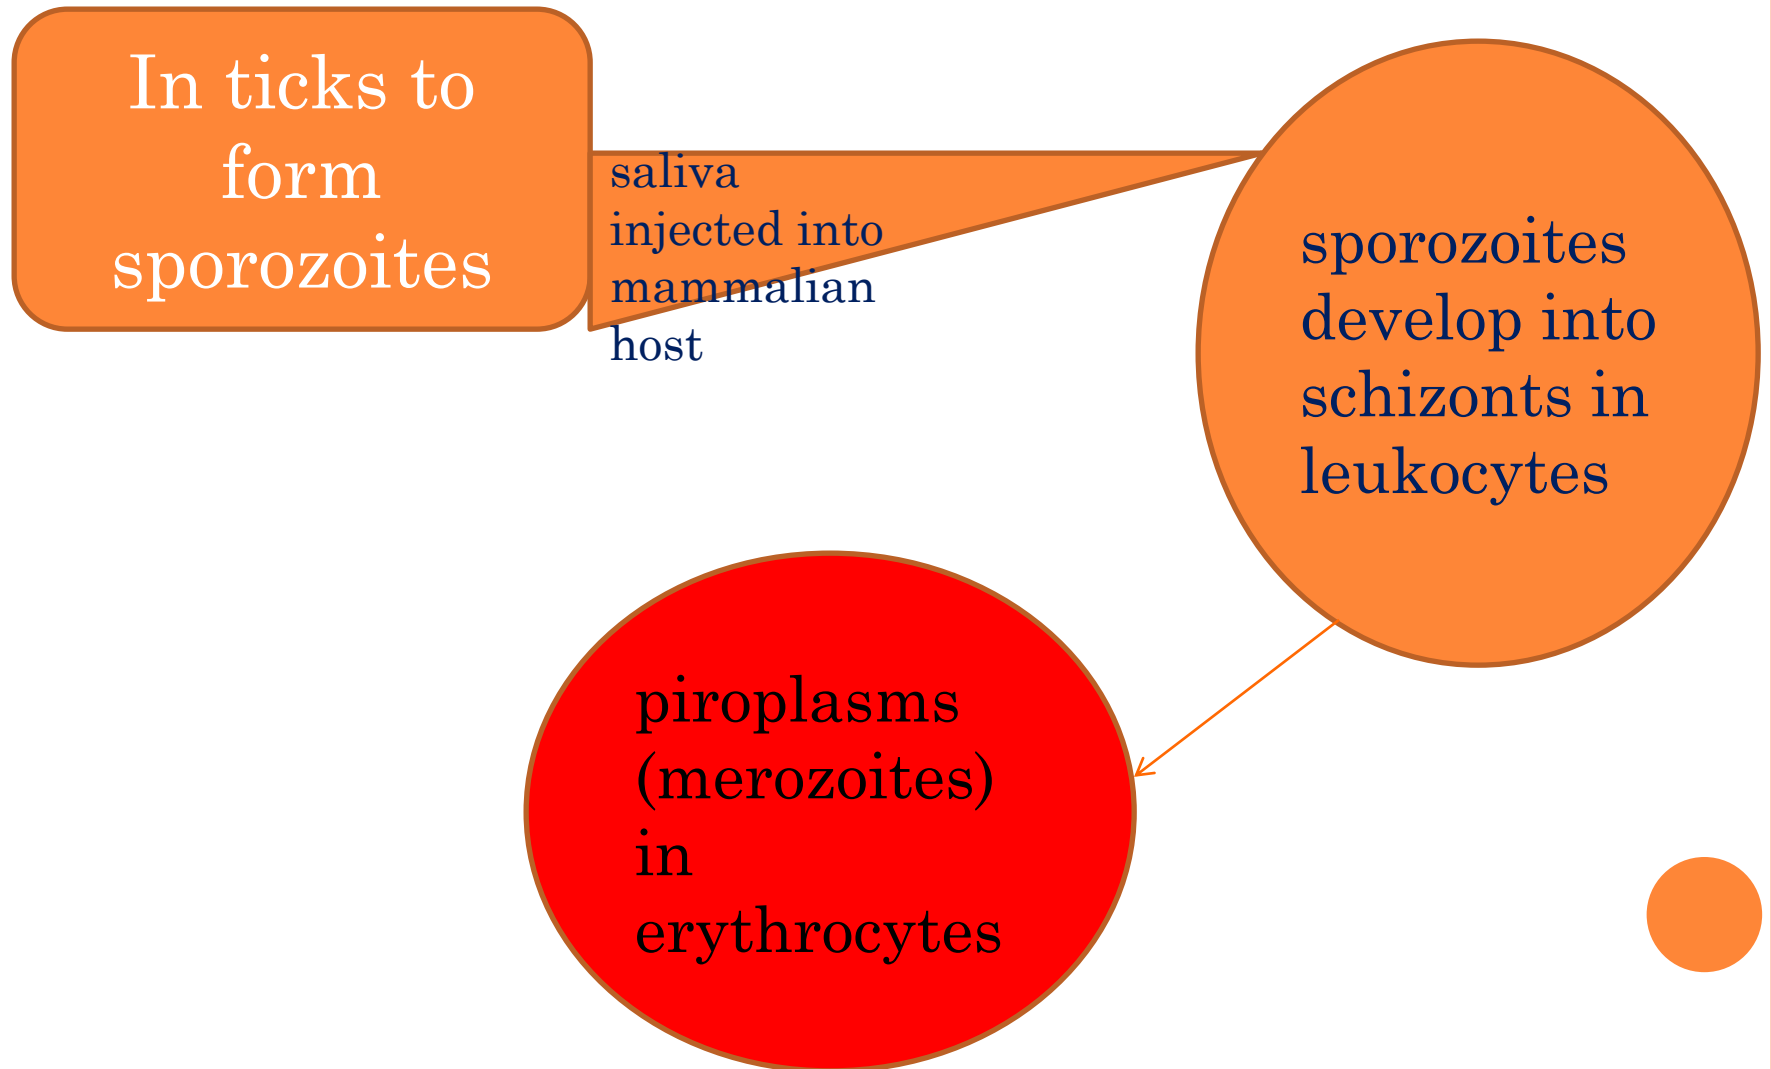 In ticks to
form
sporozoites
saliva
injected into
mammalian
host
sporozoites
develop into
schizonts in
leukocytes
piroplasms
(merozoites)
in
erythrocytes